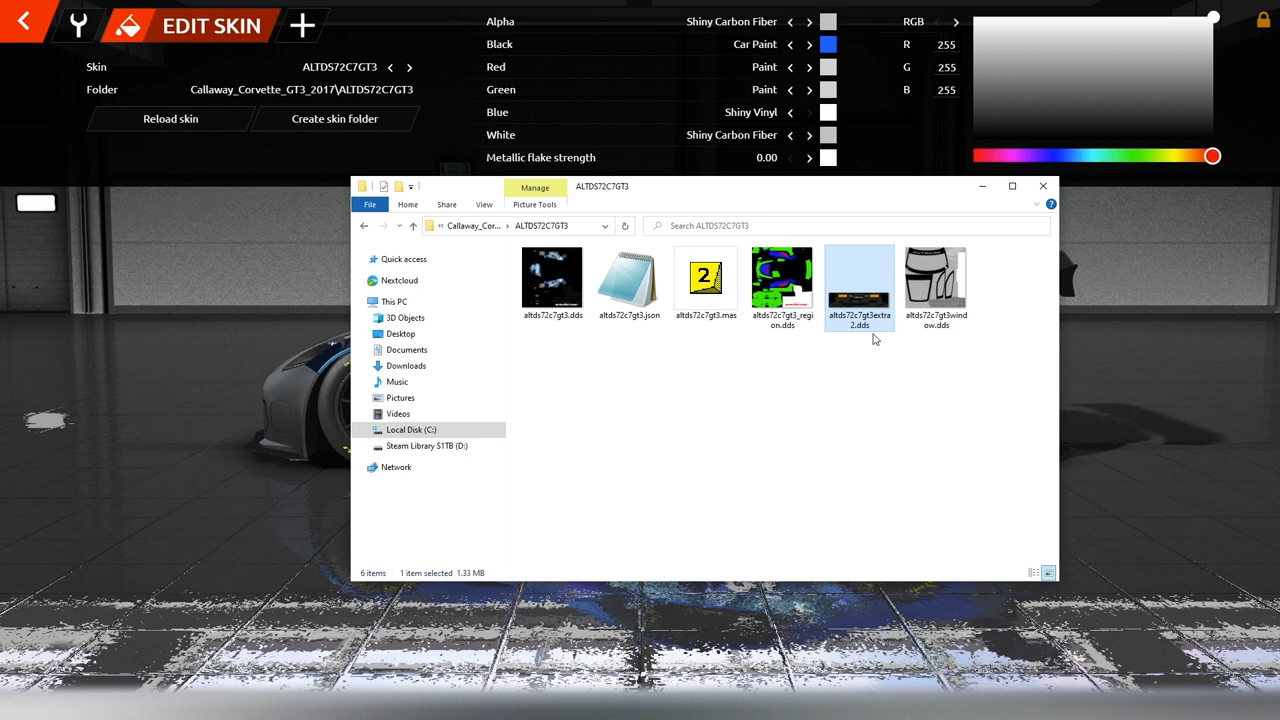 EDIT SKIN
Skin ALTDS72C7GT3
Folder Callaway_Corvette_GT3_2017\ALTDS72C7GT3
Reload skin Create skin folder
Alpha Shiny Carbon Fiber
Black Car Paint
Red Paint
Green Paint
Blue Shiny Vinyl
White Shiny Carbon Fiber
Metallic flake strength 0.00
RGB
R 255
G 255
B 255
Manage ALTDS72C7GT3
File Home Share View Picture Tools
« Callaway_Cor... › ALTDS72C7GT3 Search ALTDS72C7GT3
Quick access
Nextcloud
This PC
3D Objects
Desktop
Documents
Downloads
Music
Pictures
Videos
Local Disk (C:)
Steam Library S1TB (D:)
Network
2
altds72c7gt3.dds
altds72c7gt3.json
altds72c7gt3.mas
altds72c7gt3_regi
on.dds
altds72c7gt3extra
2.dds
altds72c7gt3wind
ow.dds
6 items 1 item selected 1.33 MB